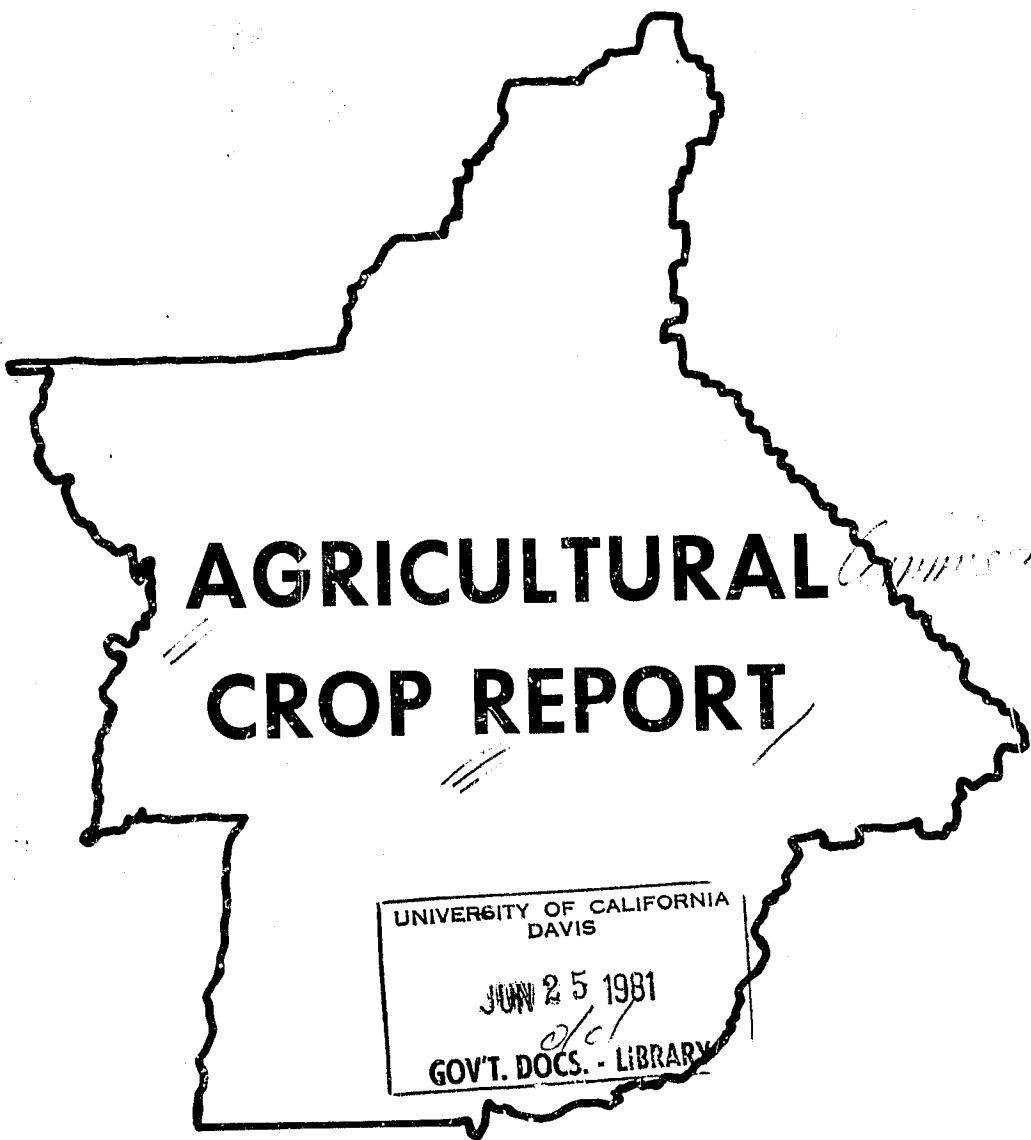 AGRICULTURAL
CROP REPORT
UNIVERSITY OF CALIFORNIA
DAVIS
JUN 25 1981
GOV'T. DOCS. - LIBRARY